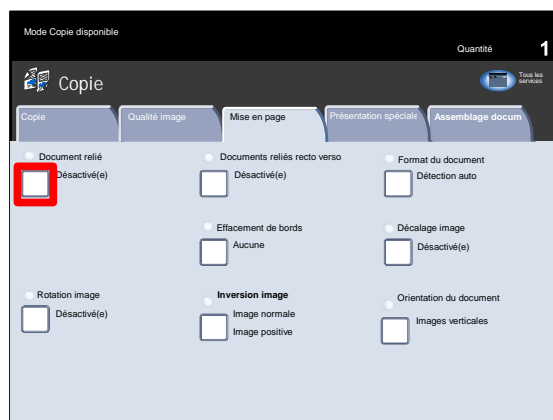 Mode Copie disponible
Quantité 1
Copie
Tous les
services
Copie
Qualité image
Mise en page
Présentation spéciale
Assemblage docum
Document relié
Désactivé(e)
Documents reliés recto verso
Désactivé(e)
Format du document
Détection auto
Effacement de bords
Aucune
Décalage image
Désactivé(e)
Rotation image
Désactivé(e)
Inversion image
Image normale
Image positive
Orientation du document
Images verticales